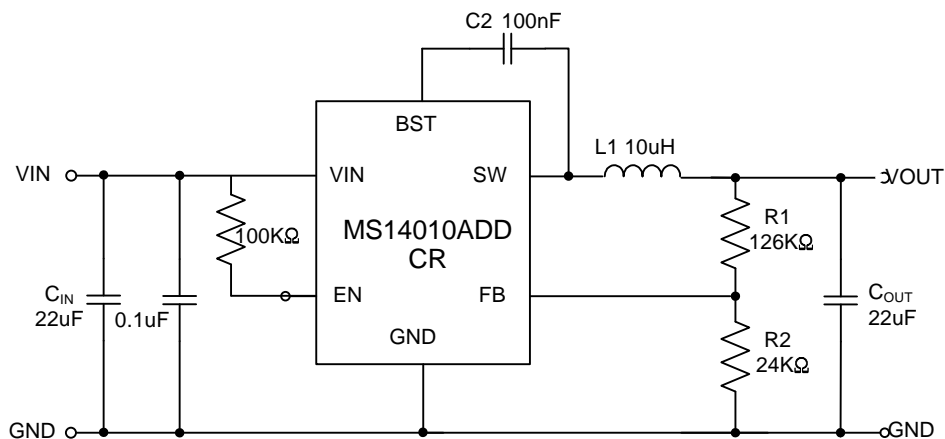 C2 100nF
BST
L1 10uH
VIN
VIN
SW
VOUT
R1
126KΩ
100KΩ
MS14010ADD
CR
EN
FB
CIN
22uF
0.1uF
COUT
22uF
GND
R2
24KΩ
GND
GND